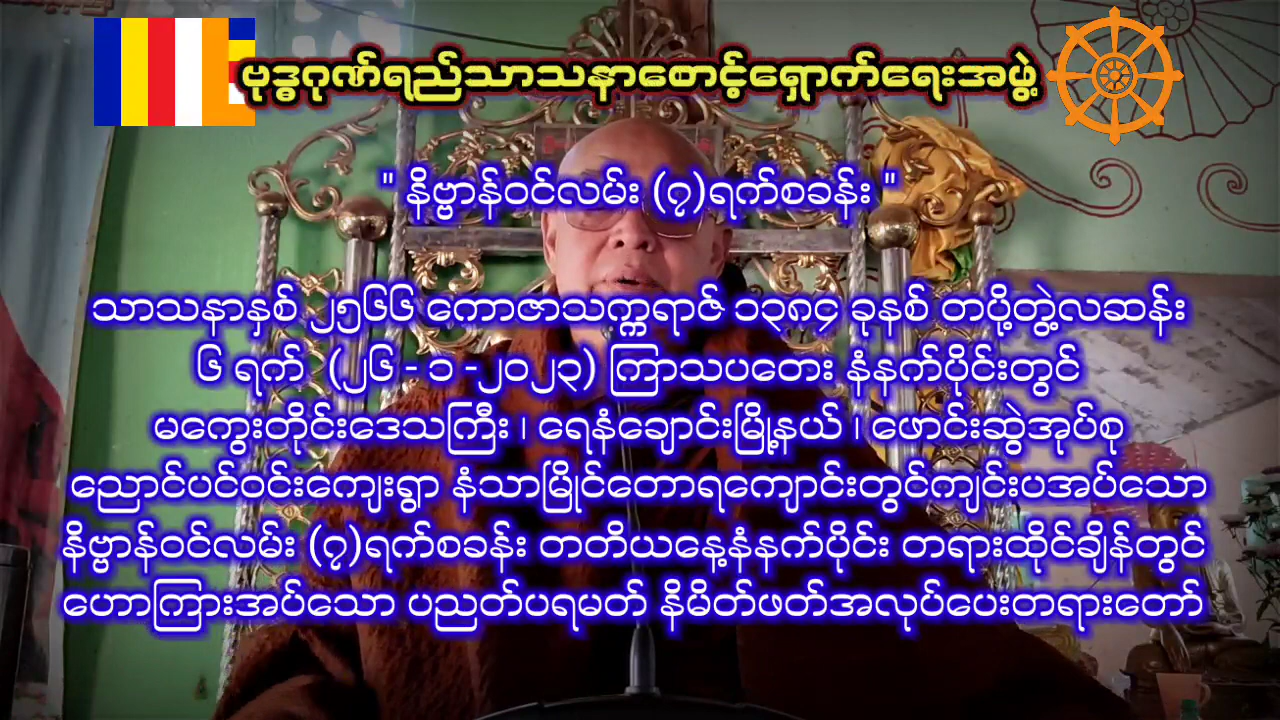 ဗုဒ္ဓဂုဏ်ရည်သာသနာစောင့်ရှောက်ရေးအဖွဲ့
" နိဗ္ဗာန်ဝင်လမ်း (၇)ရက်စခန်း "
သာသနာနှစ် ၂၅၆၆ ကောဇာသက္ကရာဇ် ၁၃၈၄ ခုနစ် တပို့တွဲ့လဆန်း
၆ ရက် (၂၆ - ၁ -၂၀၂၃) ကြာသပတေး နံနက်ပိုင်းတွင်
မကွေးတိုင်းဒေသကြီး ၊ ရေနံချောင်းမြို့နယ် ၊ ဖောင်းဆွဲအုပ်စု
ညောင်ပင်ဝင်းကျေးရွာ နံသာမြိုင်တောရကျောင်းတွင်ကျင်းပအပ်သော
နိဗ္ဗာန်ဝင်လမ်း (၇)ရက်စခန်း တတိယနေ့နံနက်ပိုင်း တရားထိုင်ချိန်တွင်
ဟောကြားအပ်သော ပညတ်ပရမတ် နိမိတ်ဖတ်အလုပ်ပေးတရားတော်